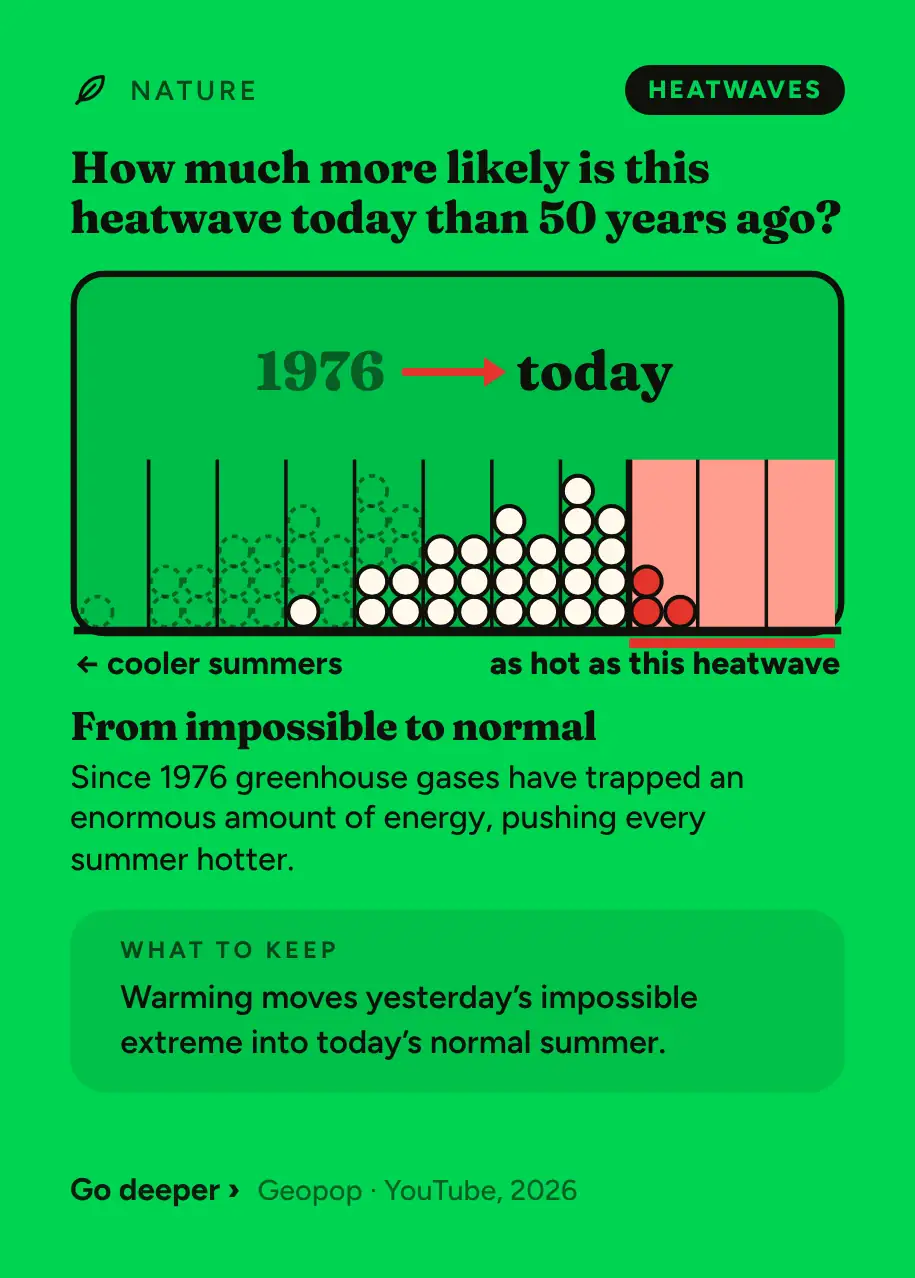 NATURE
HEATWAVES
How much more likely is this
heatwave today than 50 years ago?
1976 → today
← cooler summers
as hot as this heatwave
From impossible to normal
Since 1976 greenhouse gases have trapped an
enormous amount of energy, pushing every
summer hotter.
WHAT TO KEEP
Warming moves yesterday’s impossible
extreme into today’s normal summer.
Go deeper › Geopop · YouTube, 2026